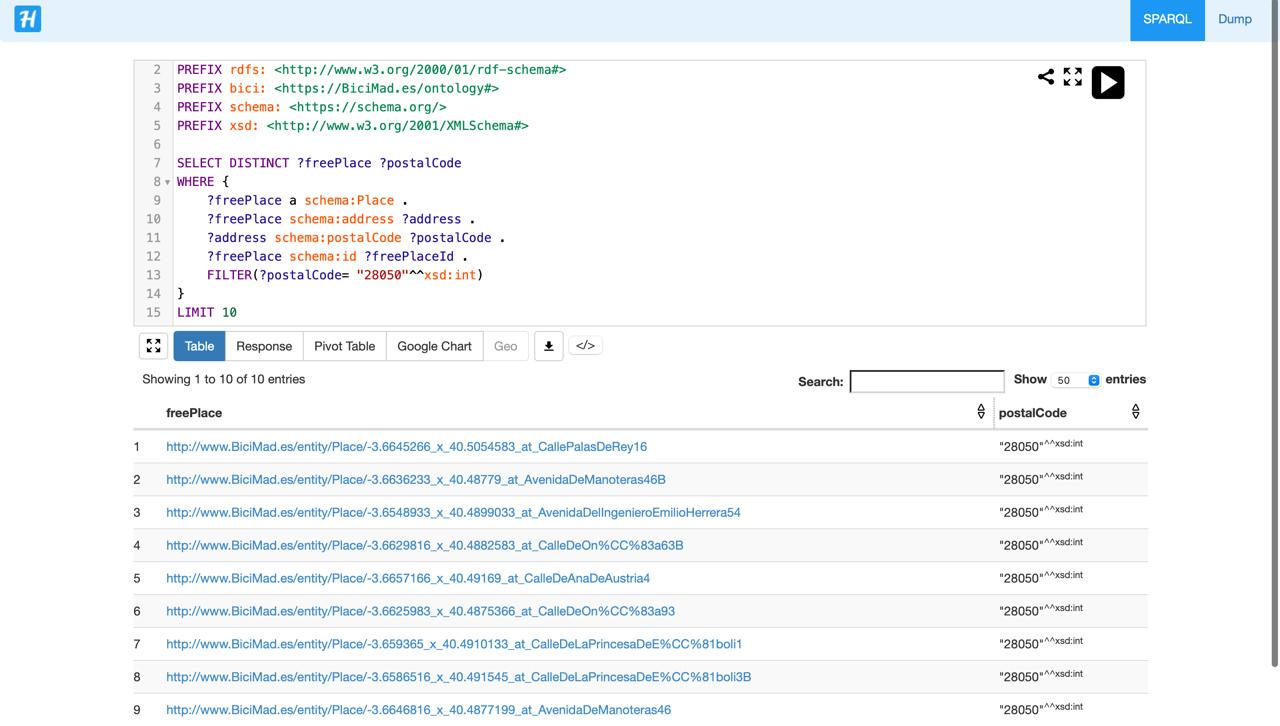 H
SPARQL Dump
2 PREFIX rdfs: <http://www.w3.org/2000/01/rdf-schema#>
3 PREFIX bici: <https://BiciMad.es/ontology#>
4 PREFIX schema: <https://schema.org/>
5 PREFIX xsd: <http://www.w3.org/2001/XMLSchema#>
6
7 SELECT DISTINCT ?freePlace ?postalCode
8 WHERE {
9 ?freePlace a schema:Place .
10 ?freePlace schema:address ?address .
11 ?address schema:postalCode ?postalCode .
12 ?freePlace schema:id ?freePlaceId .
13 FILTER(?postalCode= "28050"^^xsd:int)
14 }
15 LIMIT 10
Table Response Pivot Table Google Chart Geo </>
Showing 1 to 10 of 10 entries Search: Show 50 entries
freePlace postalCode
1 http://www.BiciMad.es/entity/Place/-3.6645266_x_40.5054583_at_CallePalasDeRey16 "28050"^^xsd:int
2 http://www.BiciMad.es/entity/Place/-3.6636233_x_40.48779_at_AvenidaDeManoteras46B "28050"^^xsd:int
3 http://www.BiciMad.es/entity/Place/-3.6548933_x_40.4899033_at_AvenidaDelIngenieroEmilioHerrera54 "28050"^^xsd:int
4 http://www.BiciMad.es/entity/Place/-3.6629816_x_40.4882583_at_CalleDeOn%CC%83a63B "28050"^^xsd:int
5 http://www.BiciMad.es/entity/Place/-3.6657166_x_40.49169_at_CalleDeAnaDeAustria4 "28050"^^xsd:int
6 http://www.BiciMad.es/entity/Place/-3.6625983_x_40.4875366_at_CalleDeOn%CC%83a93 "28050"^^xsd:int
7 http://www.BiciMad.es/entity/Place/-3.659365_x_40.4910133_at_CalleDeLaPrincesaDeE%CC%81boli1 "28050"^^xsd:int
8 http://www.BiciMad.es/entity/Place/-3.6586516_x_40.491545_at_CalleDeLaPrincesaDeE%CC%81boli3B "28050"^^xsd:int
9 http://www.BiciMad.es/entity/Place/-3.6646816_x_40.4877199_at_AvenidaDeManoteras46 "28050"^^xsd:int